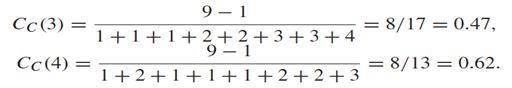 C_C(3) = (9 − 1) / (1 + 1 + 1 + 2 + 2 + 3 + 3 + 4) = 8/17 = 0.47,
C_C(4) = (9 − 1) / (1 + 2 + 1 + 1 + 1 + 2 + 2 + 3) = 8/13 = 0.62.